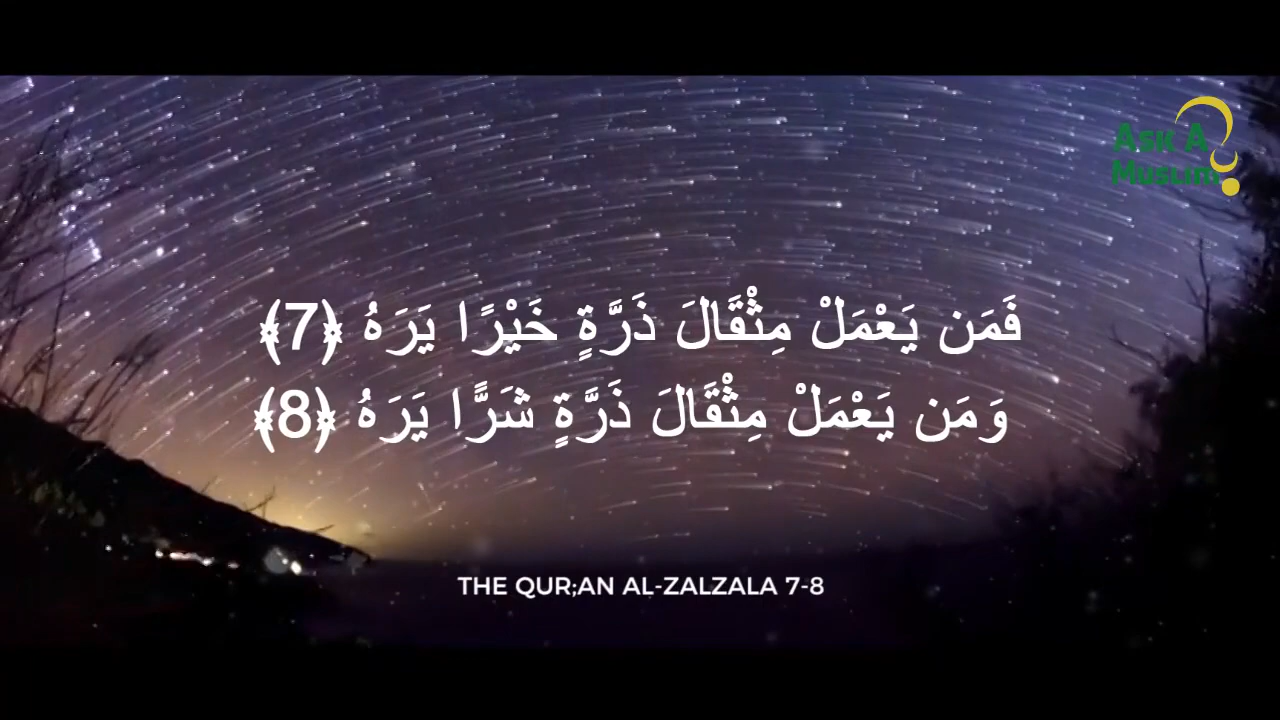 Ask A
Muslim
فَمَن يَعْمَلْ مِثْقَالَ ذَرَّةٍ خَيْرًا يَرَهُ ﴿7﴾
وَمَن يَعْمَلْ مِثْقَالَ ذَرَّةٍ شَرًّا يَرَهُ ﴿8﴾
THE QUR;AN AL-ZALZALA 7-8